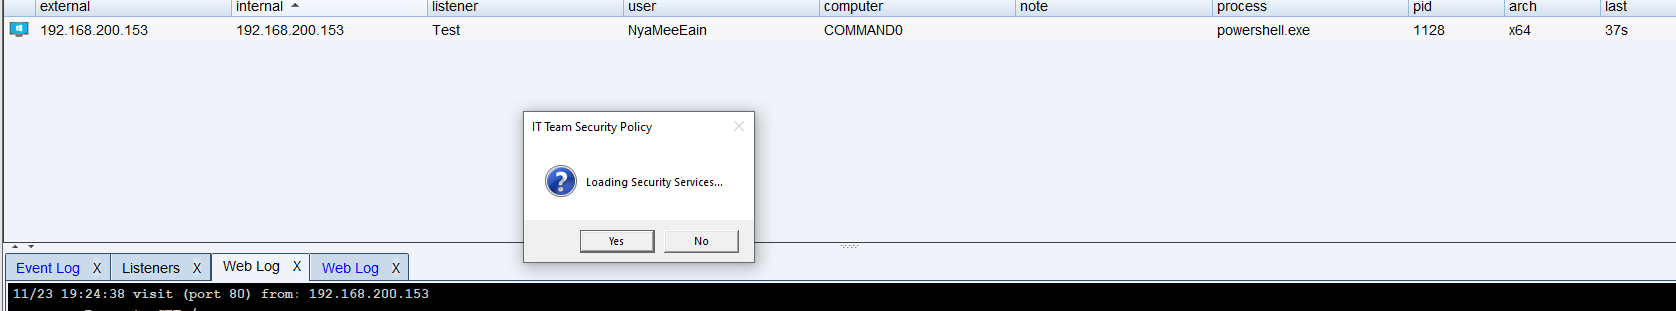 external internal listener user computer note process pid arch last
192.168.200.153 192.168.200.153 Test NyaMeeEain COMMAND0 powershell.exe 1128 x64 37s
IT Team Security Policy
Loading Security Services...
Yes No
Event Log X Listeners X Web Log X Web Log X
11/23 19:24:38 visit (port 80) from: 192.168.200.153